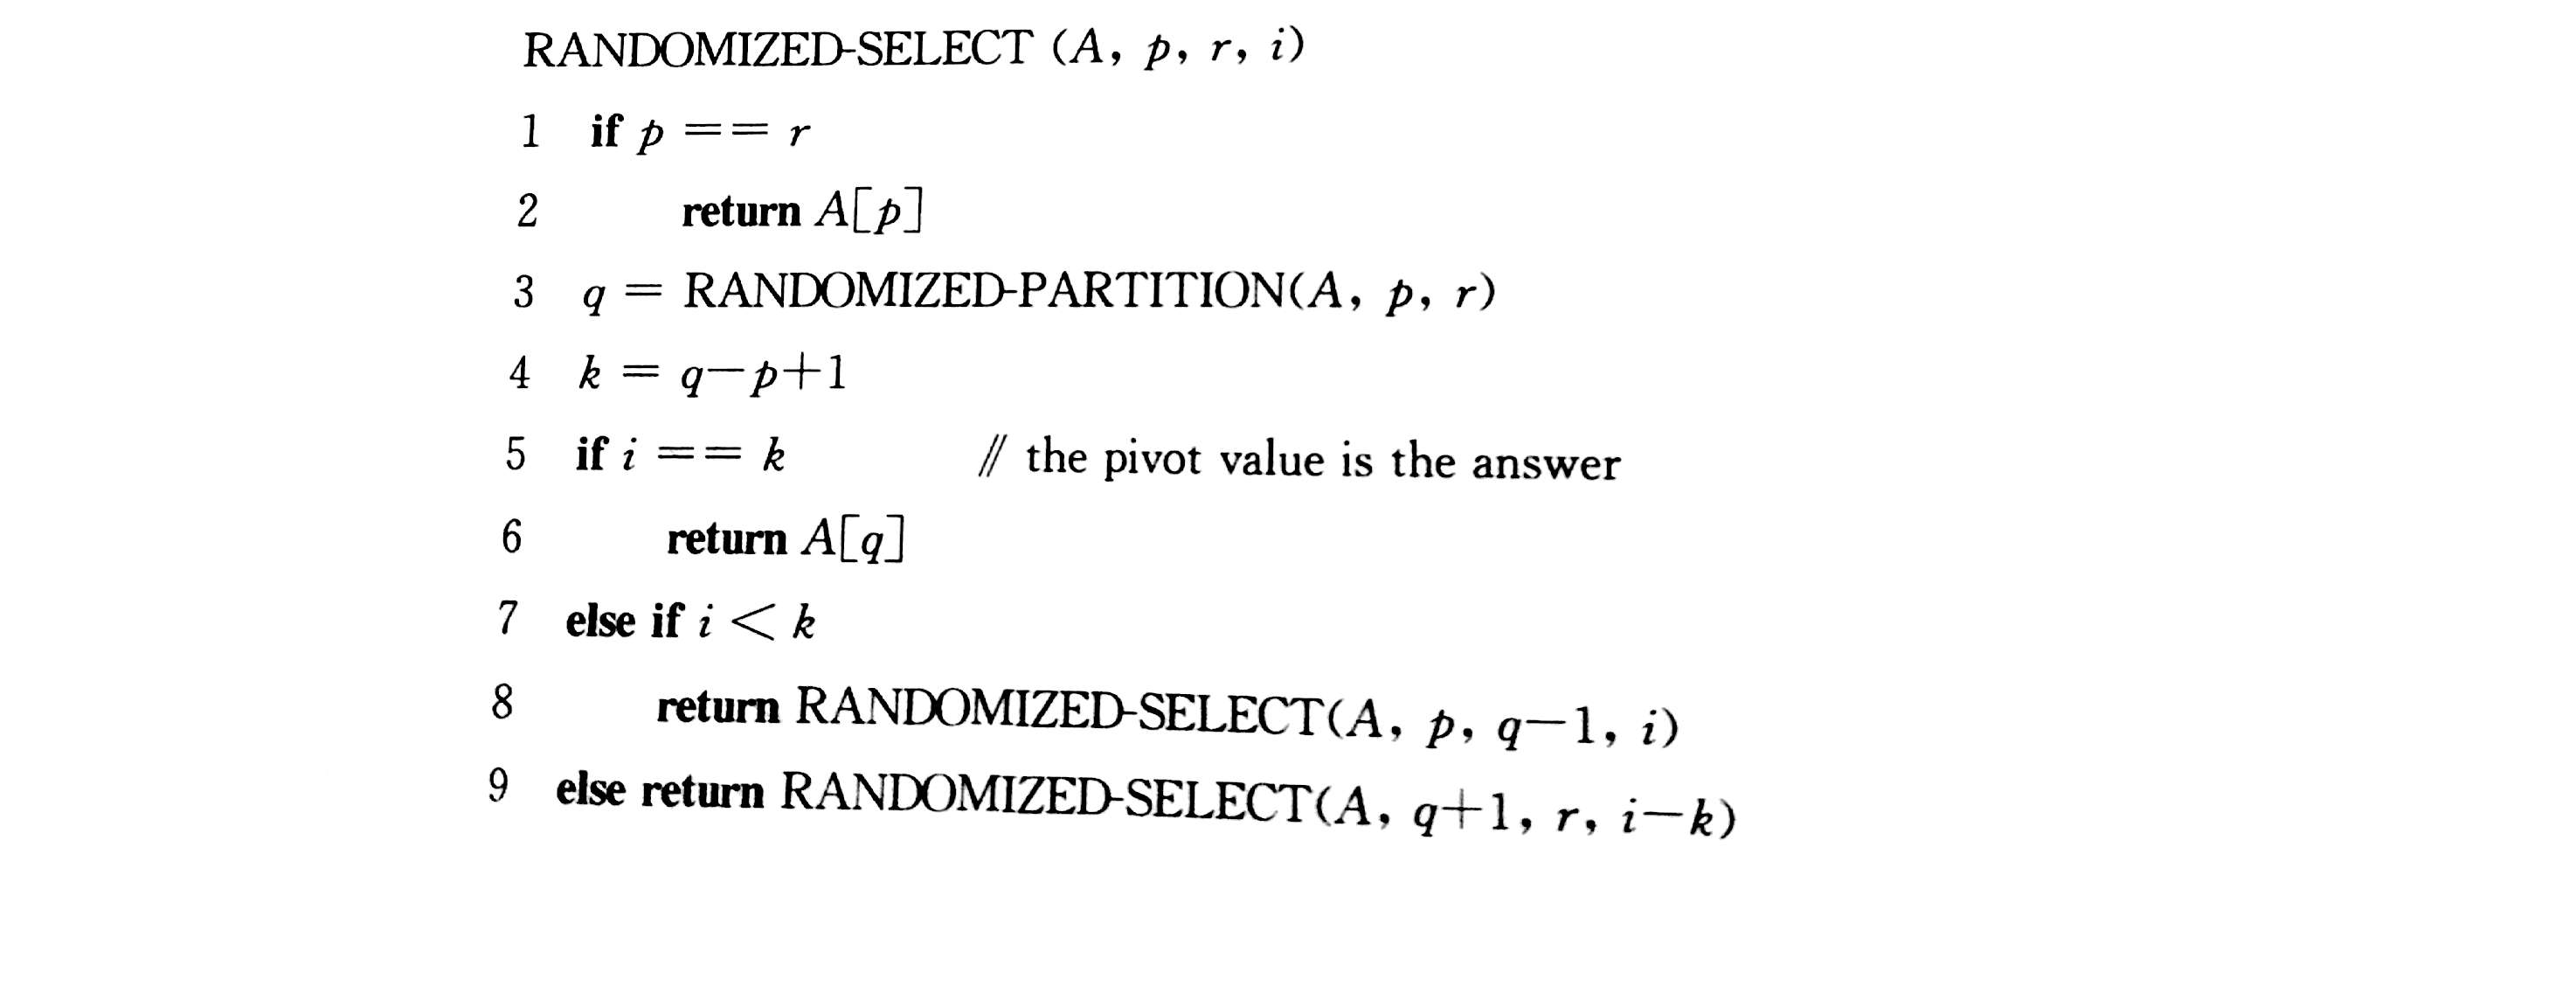 RANDOMIZED-SELECT (A, p, r, i)
1 if p == r
2 return A[p]
3 q = RANDOMIZED-PARTITION(A, p, r)
4 k = q-p+1
5 if i == k // the pivot value is the answer
6 return A[q]
7 else if i < k
8 return RANDOMIZED-SELECT(A, p, q-1, i)
9 else return RANDOMIZED-SELECT(A, q+1, r, i-k)